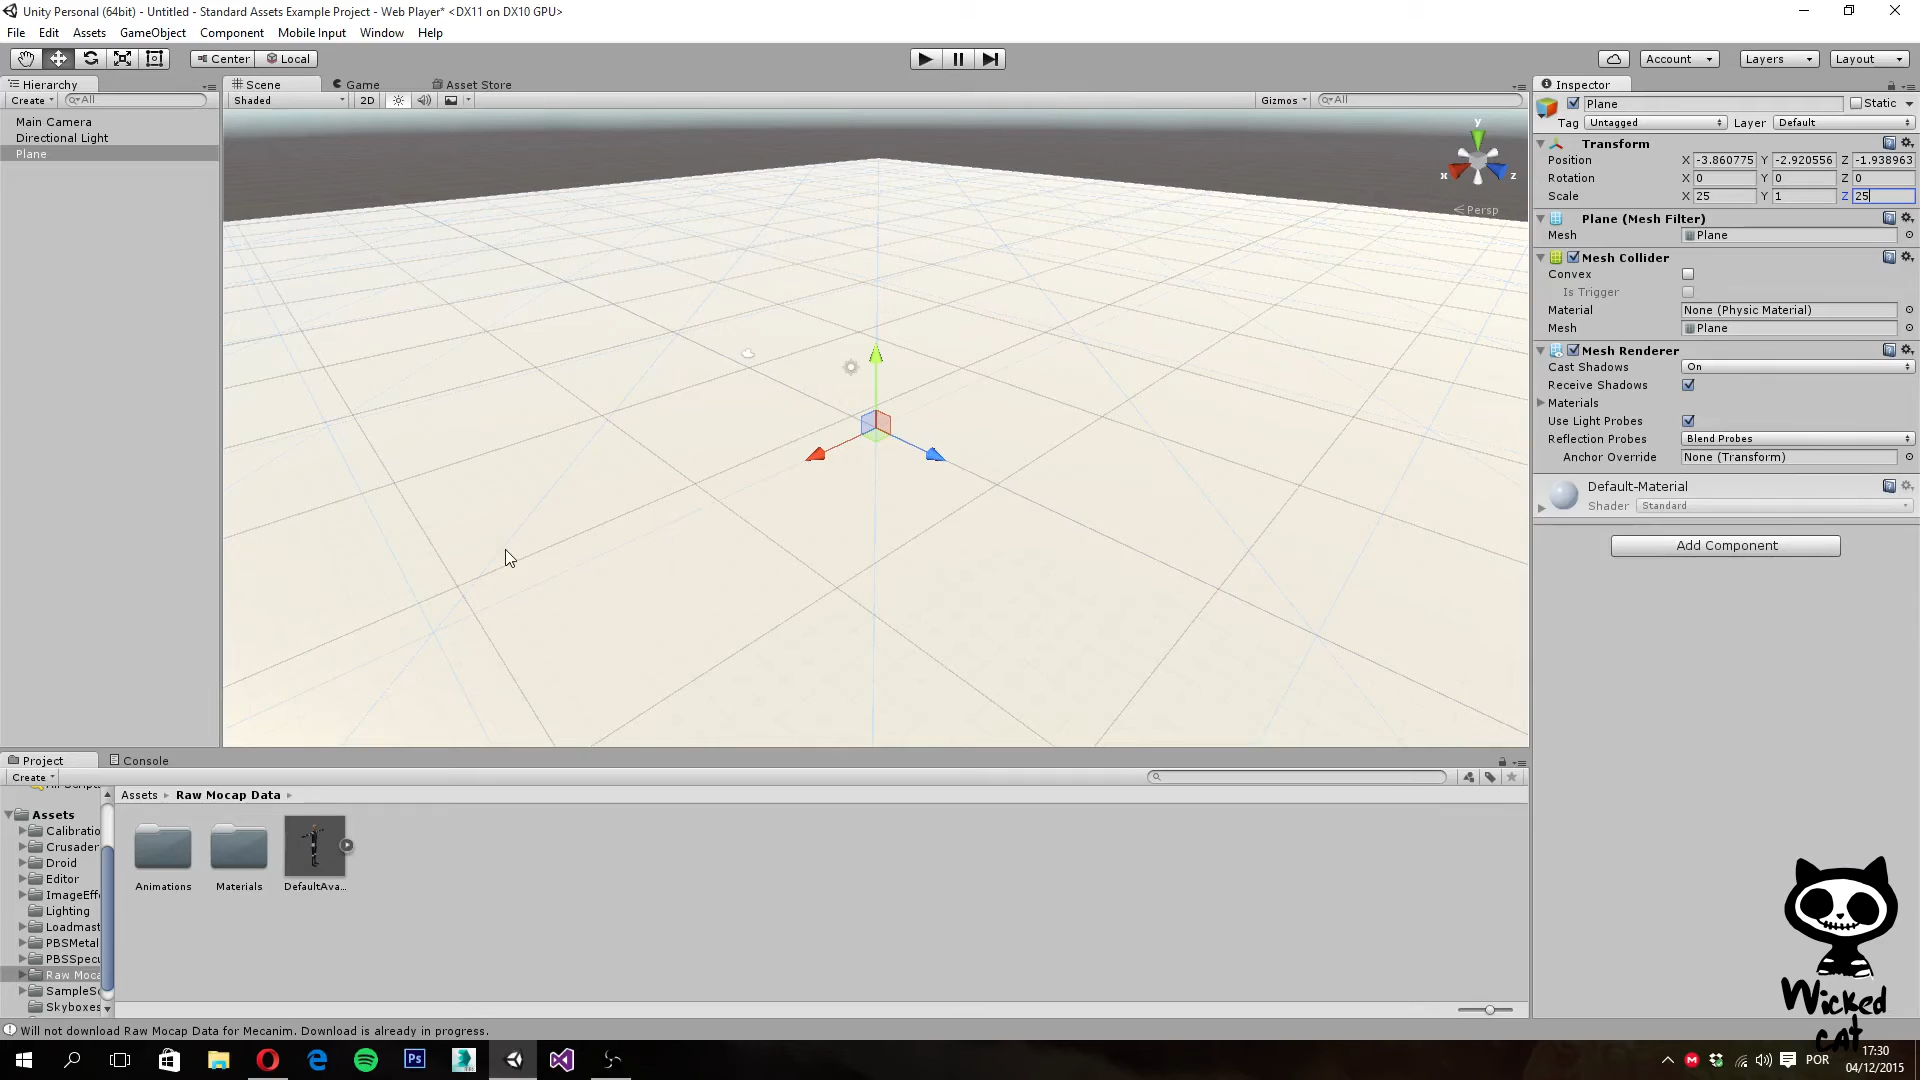 Unity Personal (64bit) - Untitled - Standard Assets Example Project - Web Player* <DX11 on DX10 GPU>
File Edit Assets GameObject Component Mobile Input Window Help
Center Local Account Layers Layout
Hierarchy
Create All
Main Camera
Directional Light
Plane
Scene Game Asset Store
Shaded 2D Gizmos All
y
x z
Persp
Inspector
Plane Static
Tag Untagged Layer Default
Transform
Position X -3.860775 Y -2.920556 Z -1.938963
Rotation X 0 Y 0 Z 0
Scale X 25 Y 1 Z 25
Plane (Mesh Filter)
Mesh Plane
Mesh Collider
Convex
Is Trigger
Material None (Physic Material)
Mesh Plane
Mesh Renderer
Cast Shadows On
Receive Shadows
Materials
Use Light Probes
Reflection Probes Blend Probes
Anchor Override None (Transform)
Default-Material
Shader Standard
Add Component
Project Console
Create
Assets
Calibratio
Crusader
Droid
Editor
ImageEff
Lighting
Loadmast
PBSMetal
PBSSpecu
Raw Moca
SampleSc
Skyboxes
Assets Raw Mocap Data
Animations Materials DefaultAva...
Will not download Raw Mocap Data for Mecanim. Download is already in progress.
Wicked
cat
Ps
POR
17:30
04/12/2015